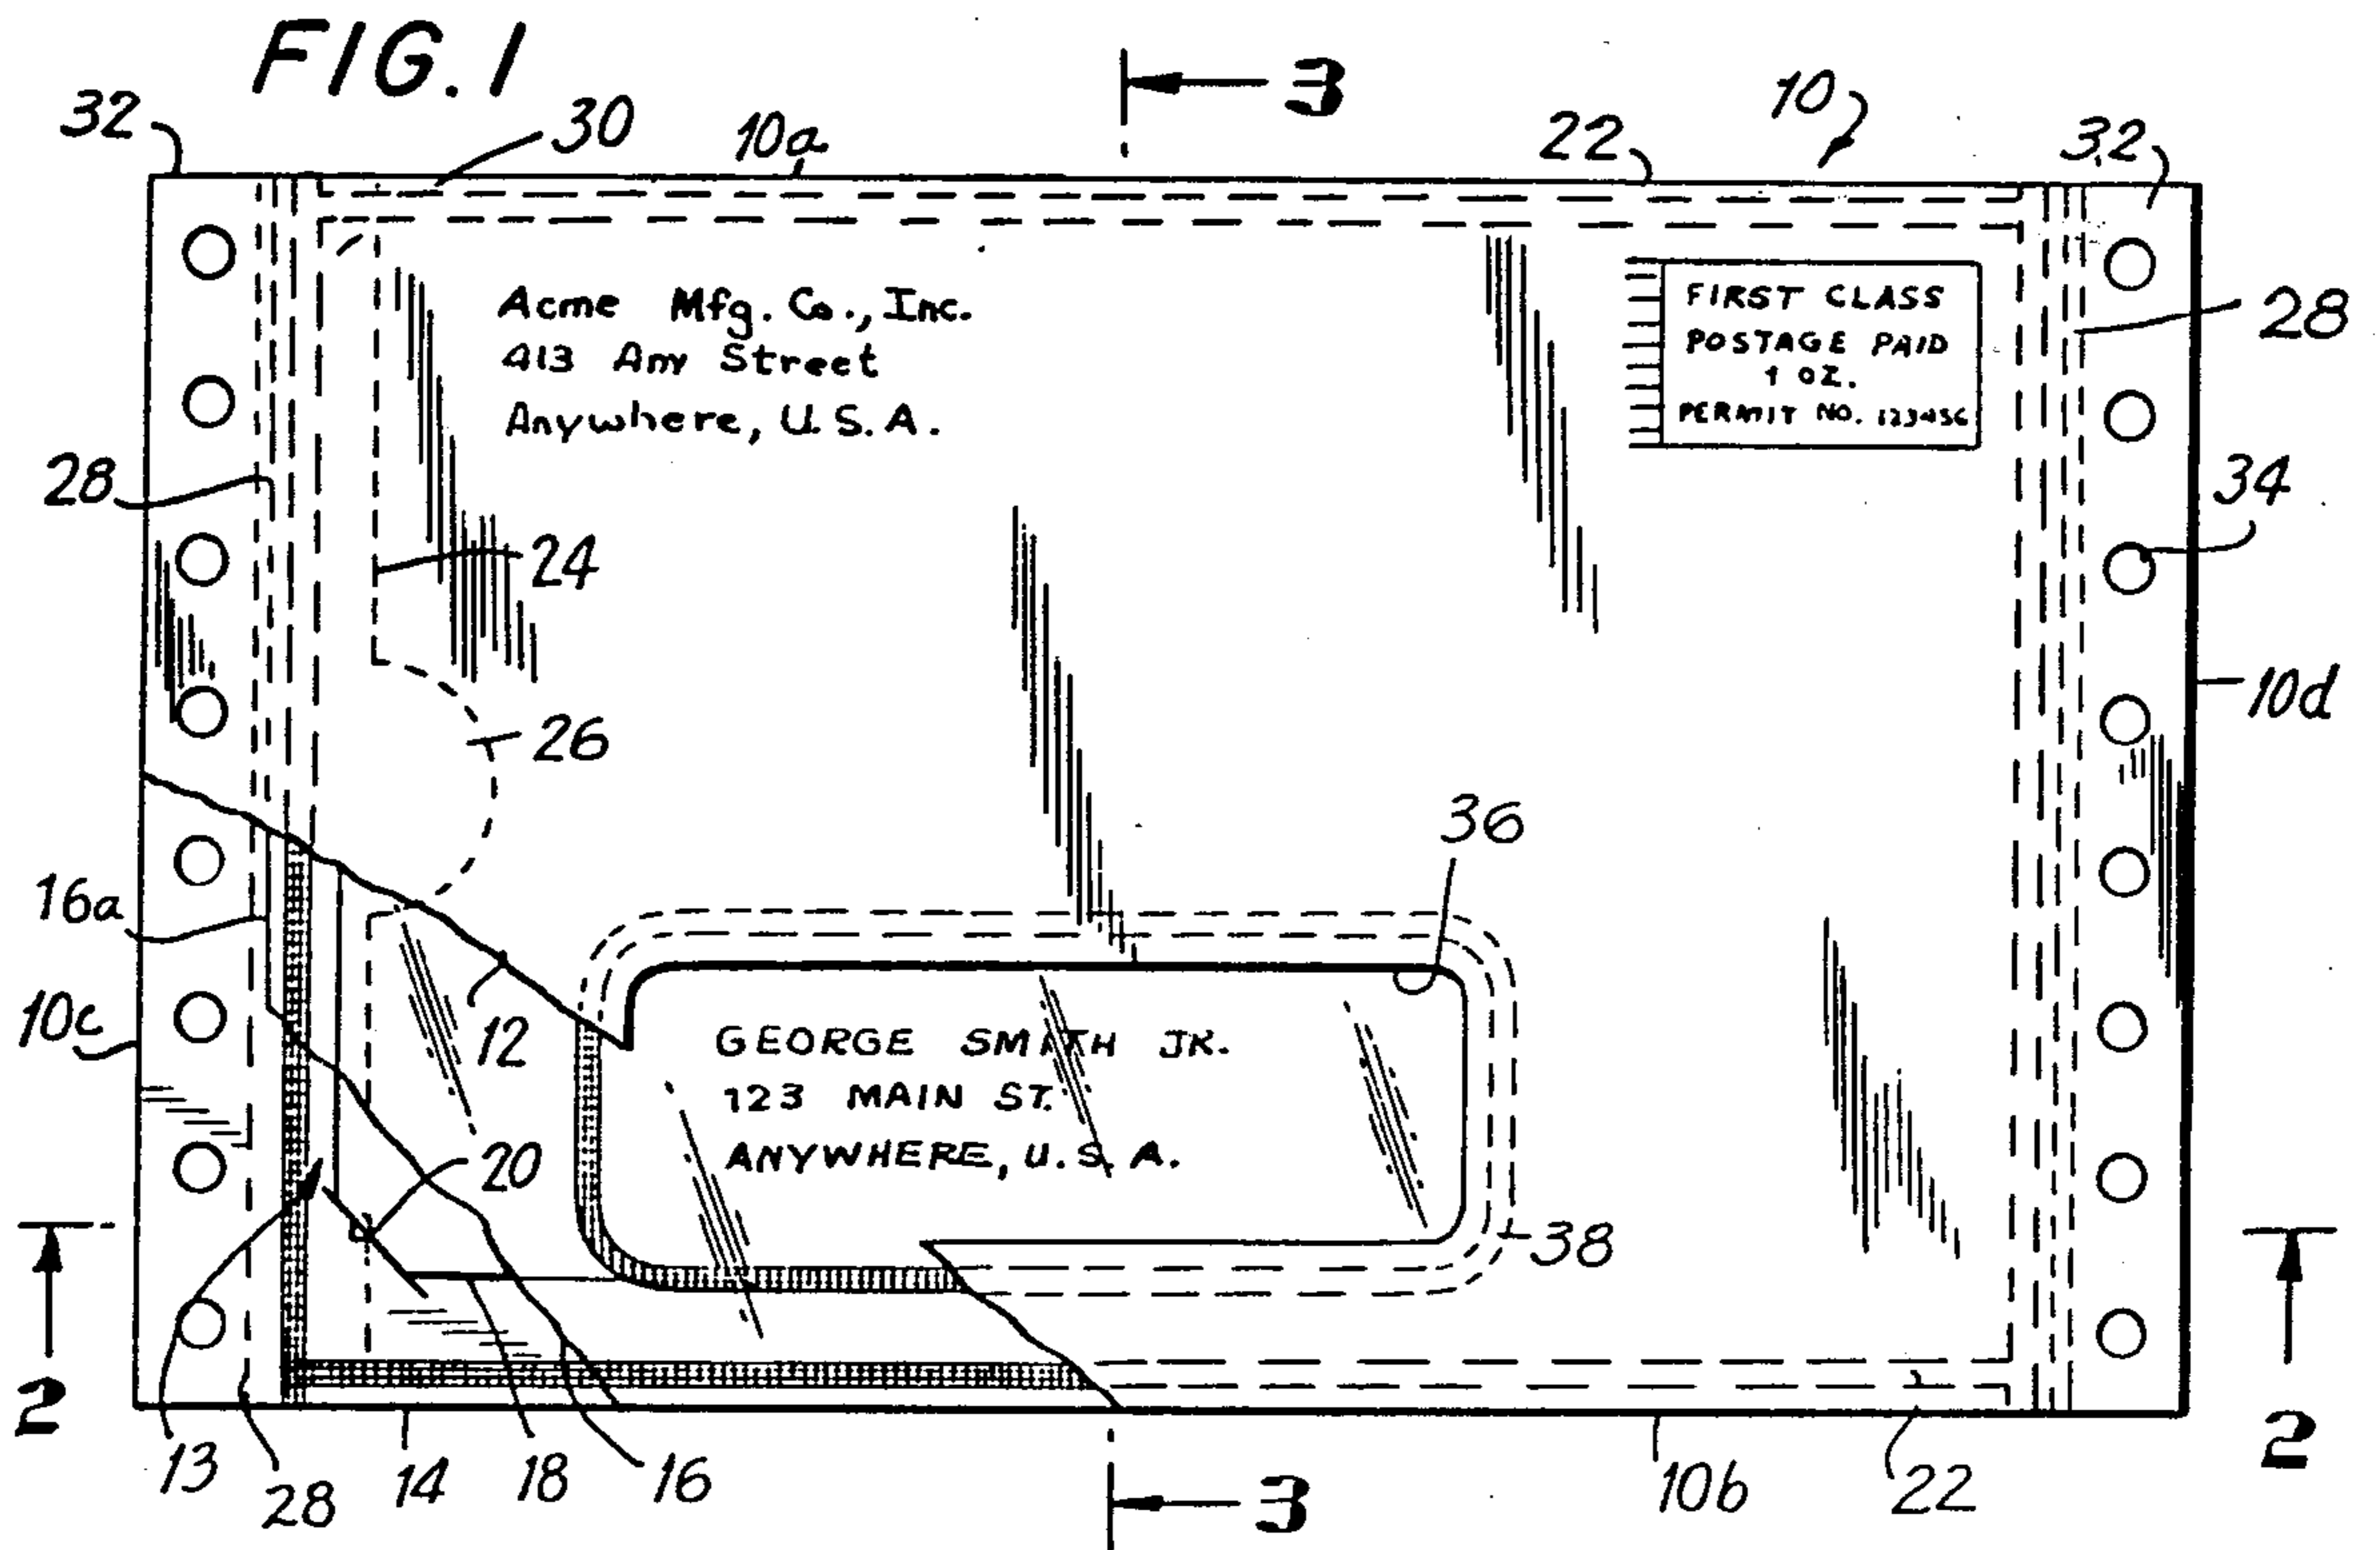 FIG. 1
3
10
32
30
10a
22
32
Acme Mfg. Co., Inc.
413 Any Street
Anywhere, U.S.A.
FIRST CLASS
POSTAGE PAID
1 OZ.
PERMIT NO. 123456
28
28
34
24
10d
26
36
16a
10c
12
GEORGE SMITH JR.
123 MAIN ST.
ANYWHERE, U.S.A.
20
38
2
2
13
28
14
18
16
3
10b
22